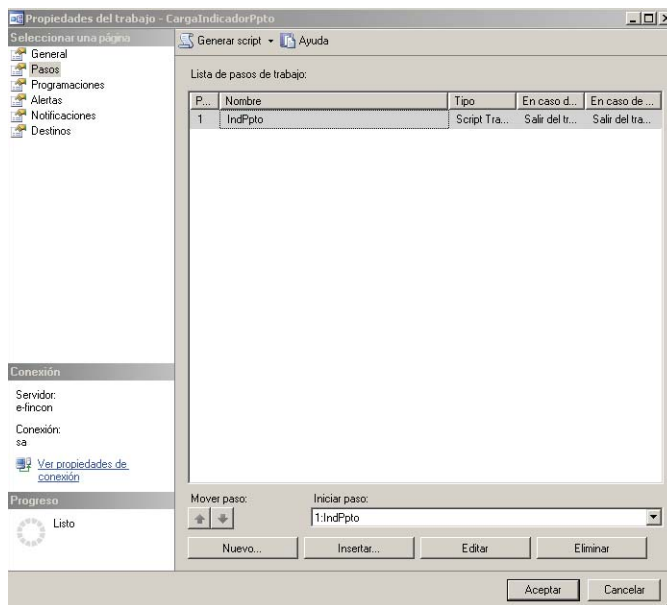 Propiedades del trabajo - CargaIndicadorPpto
Seleccionar una página
General
Pasos
Programaciones
Alertas
Notificaciones
Destinos
Generar script
Ayuda
Lista de pasos de trabajo:
P... Nombre Tipo En caso d... En caso de ...
1 IndPpto Script Tra... Salir del tr... Salir del tra...
Conexión
Servidor:
e-fincon
Conexión:
sa
Ver propiedades de
conexión
Progreso
Listo
Mover paso:
Iniciar paso:
1:IndPpto
Nuevo...
Insertar...
Editar
Eliminar
Aceptar
Cancelar